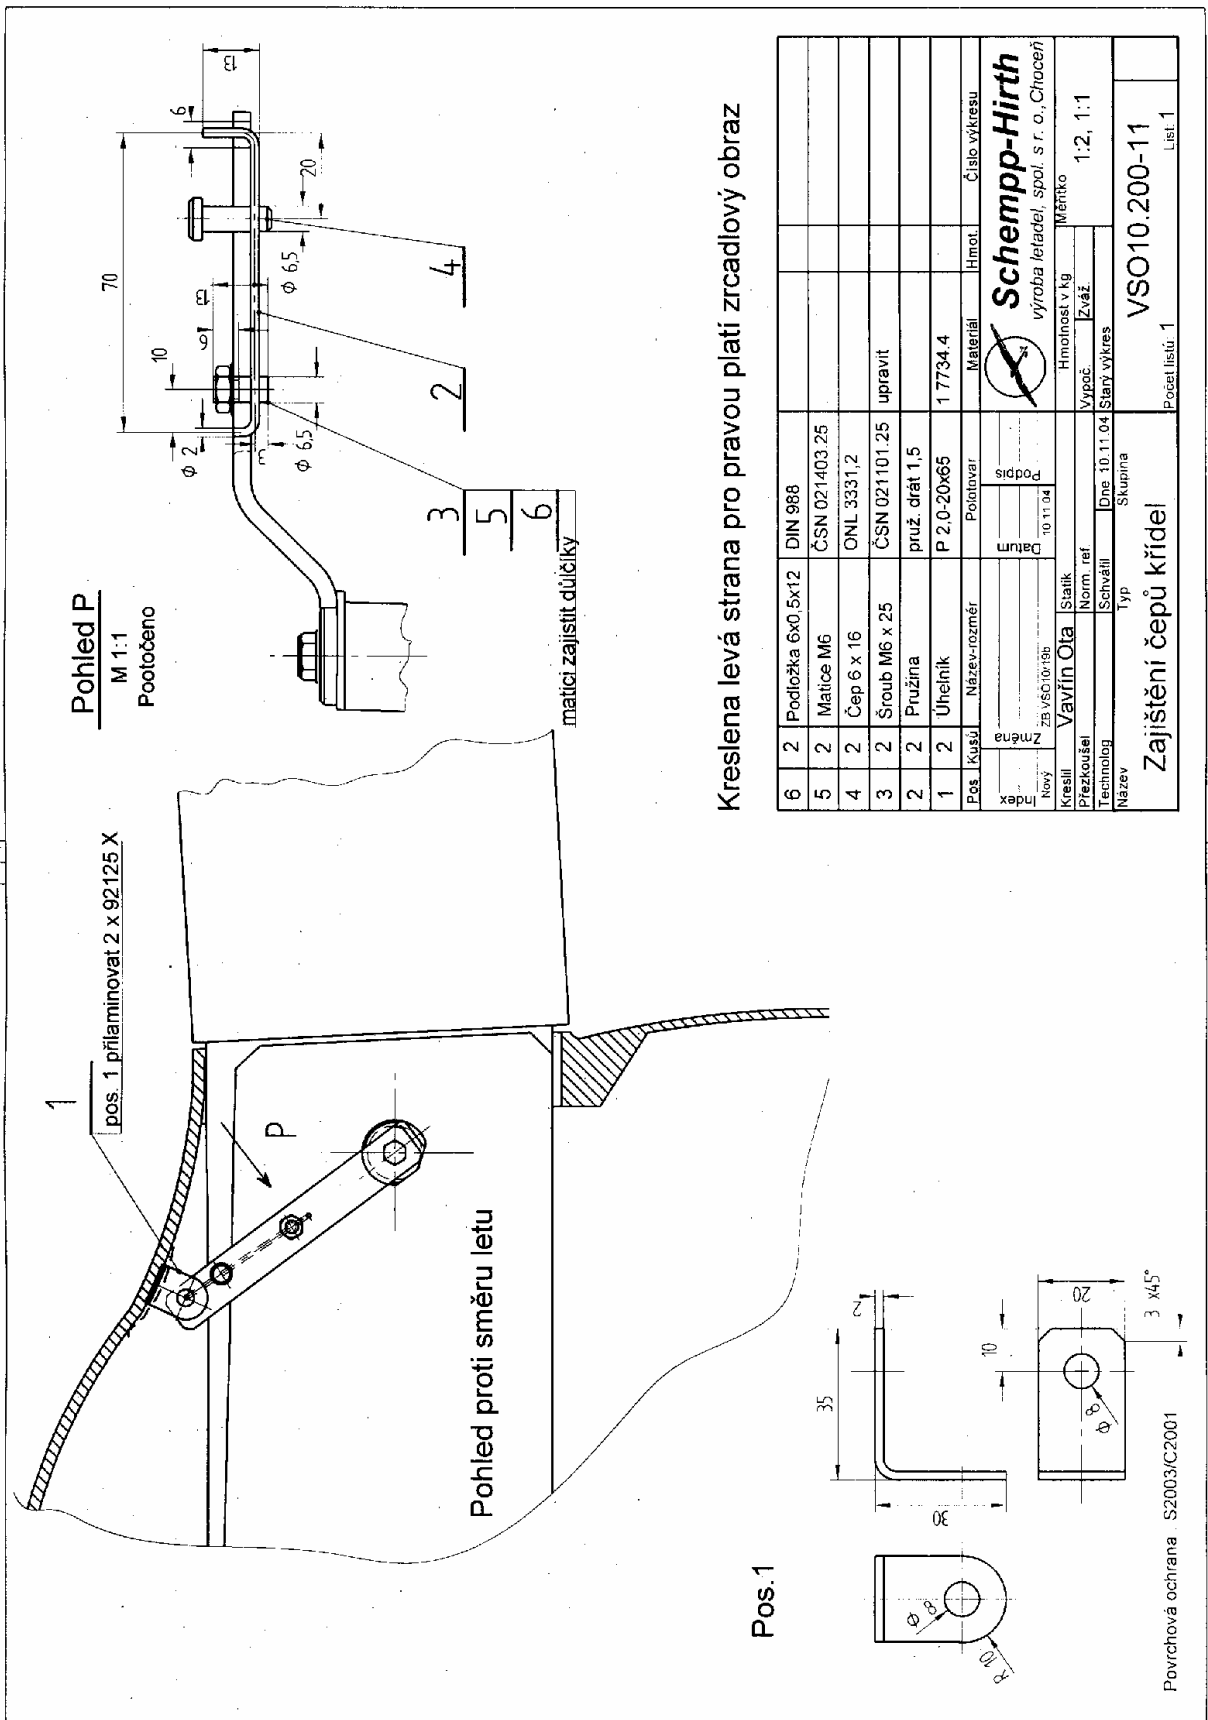 1
pos. 1 přilaminovat 2 x 92125 X
P
Pohled proti směru letu
Pohled P
M 1:1
Pootočeno
70
13
6
20
10
13
6
ϕ 6,5
ϕ 2
3
ϕ 6,5
4
2
3
5
6
matici zajistit důlčíky
Kreslena levá strana pro pravou platí zrcadlový obraz
Pos.1
ϕ 8
R 10
35
2
30
10
20
ϕ 8
3 x45°
Povrchová ochrana S2003/C2001
6 2 Podložka 6x0,5x12 DIN 988
5 2 Matice M6 ČSN 021403.25
4 2 Čep 6 x 16 ONL 3331,2
3 2 Šroub M6 x 25 ČSN 021101.25 upravit
2 2 Pružina pruž. drát 1,5
1 2 Úhelník P 2,0-20x65 1 7734.4
Pos. Kusů Název-rozměr Polotovar Materiál Hmot. Číslo výkresu
Index Změna Datum Podpis
Nový ZB VSO10/19b 10 11 04
Schempp-Hirth
výroba letadel, spol. s r. o., Choceň
Kreslil Vavřín Ota Statik Hmotnost v kg Měřítko
Přezkoušel Norm. ref. Vypoč. Zváž. 1:2, 1:1
Technolog Schválil Dne 10.11.04 Starý výkres
Název Typ Skupina
Zajištění čepů křídel
VSO10.200-11
Počet listů 1 List: 1